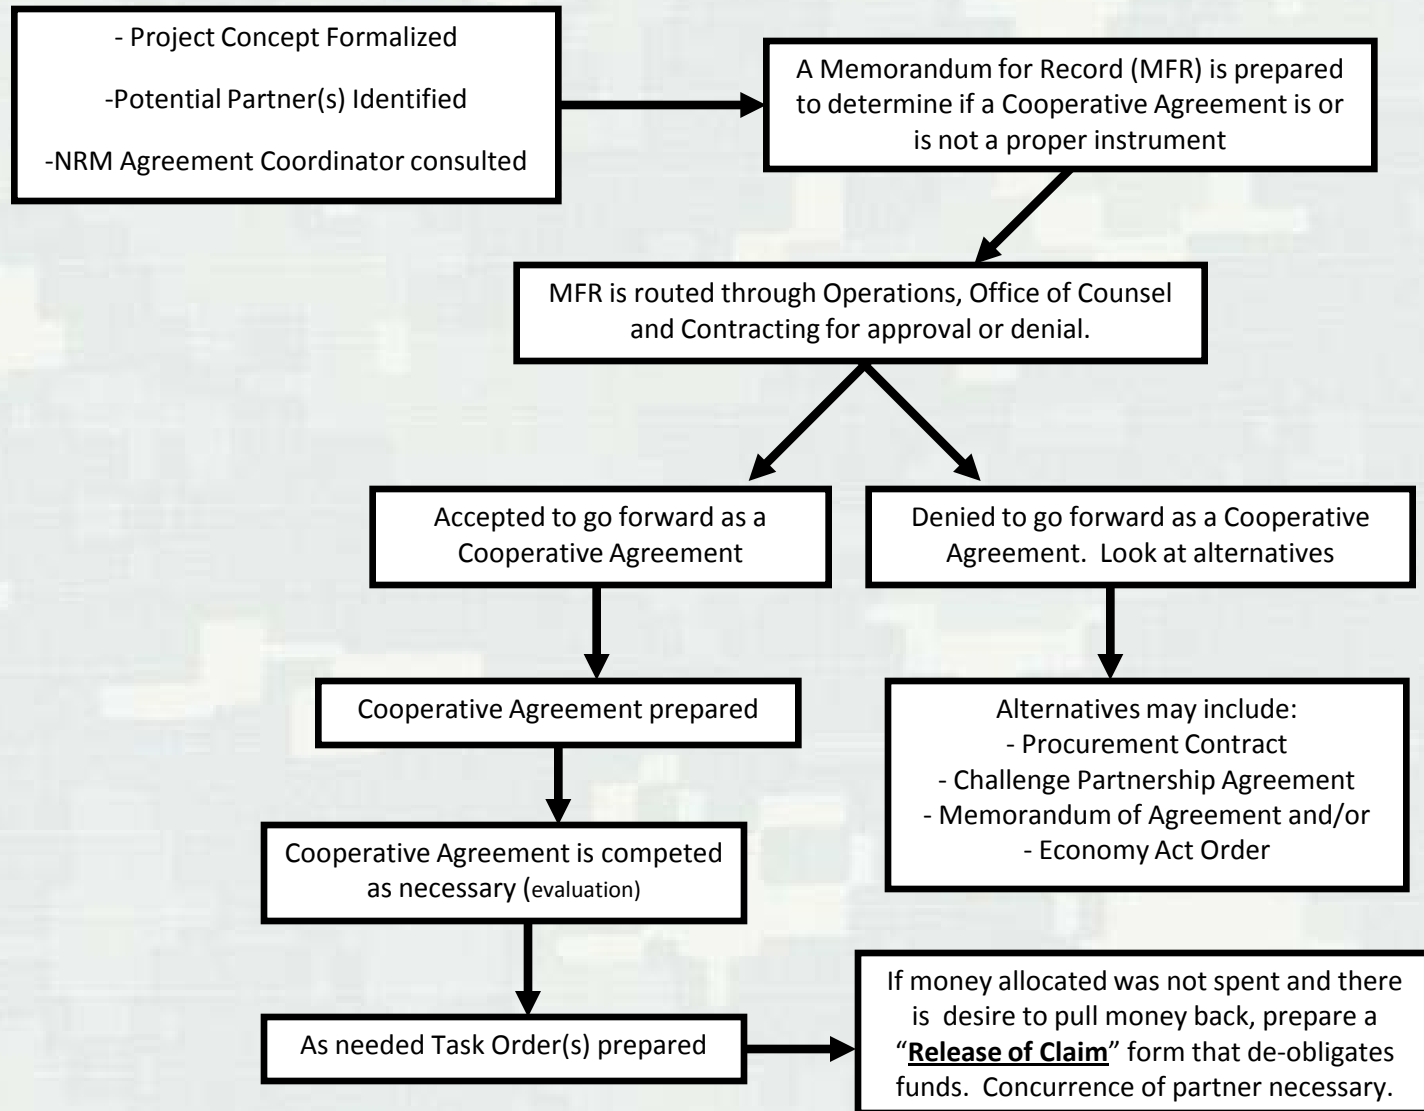 - Project Concept Formalized
-Potential Partner(s) Identified
-NRM Agreement Coordinator consulted
A Memorandum for Record (MFR) is prepared
to determine if a Cooperative Agreement is or
is not a proper instrument
MFR is routed through Operations, Office of Counsel
and Contracting for approval or denial.
Accepted to go forward as a
Cooperative Agreement
Denied to go forward as a Cooperative
Agreement.  Look at alternatives
Cooperative Agreement prepared
Alternatives may include:
- Procurement Contract
- Challenge Partnership Agreement
- Memorandum of Agreement and/or
- Economy Act Order
Cooperative Agreement is competed
as necessary (evaluation)
As needed Task Order(s) prepared
If money allocated was not spent and there
is  desire to pull money back, prepare a
“Release of Claim” form that de-obligates
funds.  Concurrence of partner necessary.